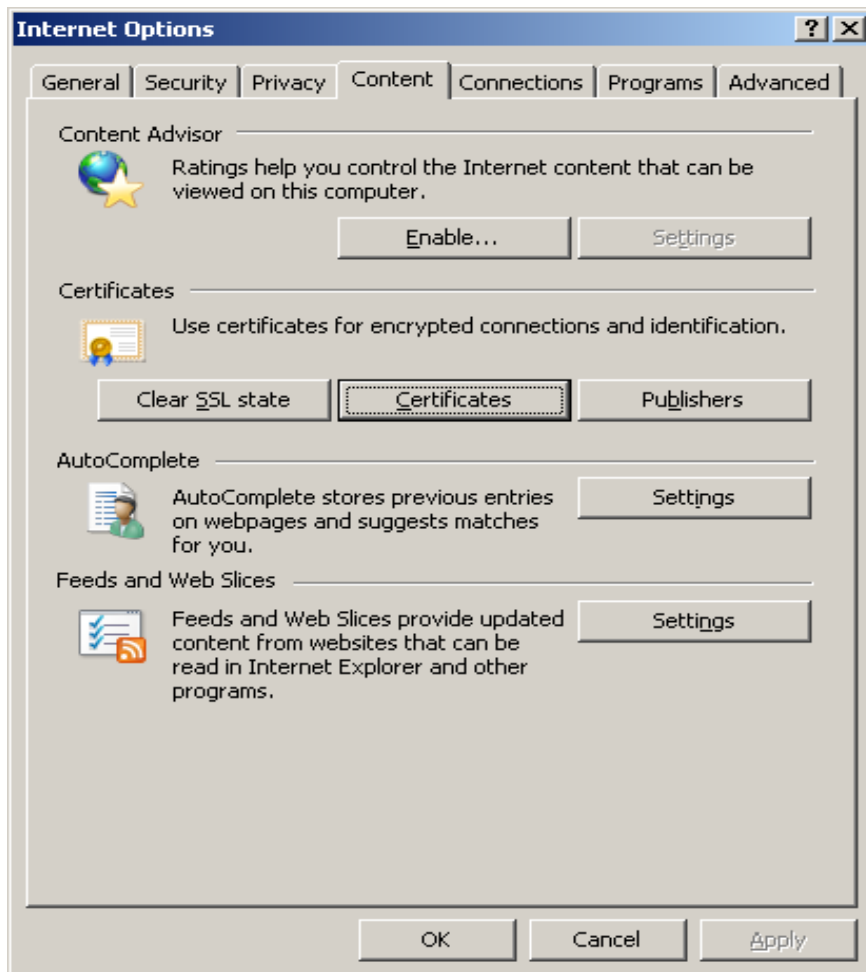 Internet Options
General Security Privacy Content Connections Programs Advanced
Content Advisor
Ratings help you control the Internet content that can be
viewed on this computer.
Enable... Settings
Certificates
Use certificates for encrypted connections and identification.
Clear SSL state Certificates Publishers
AutoComplete
AutoComplete stores previous entries
on webpages and suggests matches
for you.
Settings
Feeds and Web Slices
Feeds and Web Slices provide updated
content from websites that can be
read in Internet Explorer and other
programs.
Settings
OK Cancel Apply